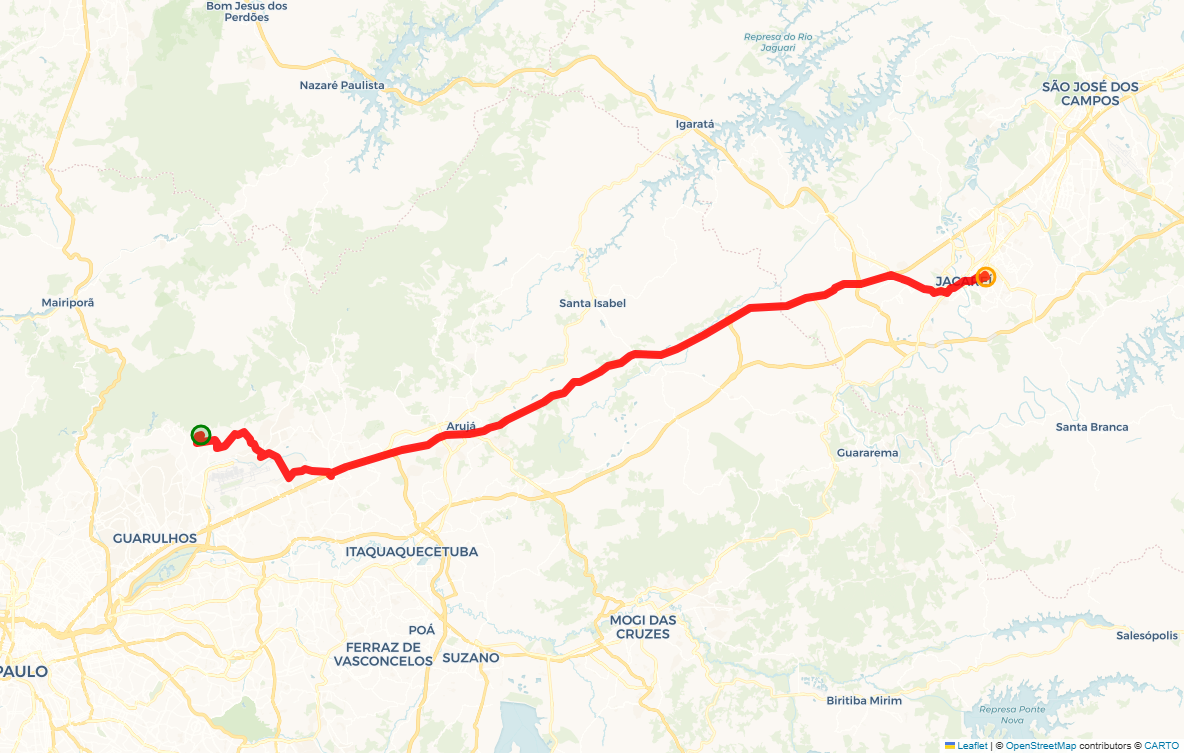 Bom Jesus dos
Perdões
Represa do Rio
Jaguari
Nazaré Paulista
SÃO JOSÉ DOS
CAMPOS
Igaratá
JACAREÍ
Mairiporã
Santa Isabel
Arujá
Santa Branca
Guararema
GUARULHOS
ITAQUAQUECETUBA
MOGI DAS
CRUZES
POÁ
FERRAZ DE
VASCONCELOS
SUZANO
Salesópolis
PAULO
Biritiba Mirim
Represa Ponte
Nova
Leaflet | © OpenStreetMap contributors © CARTO